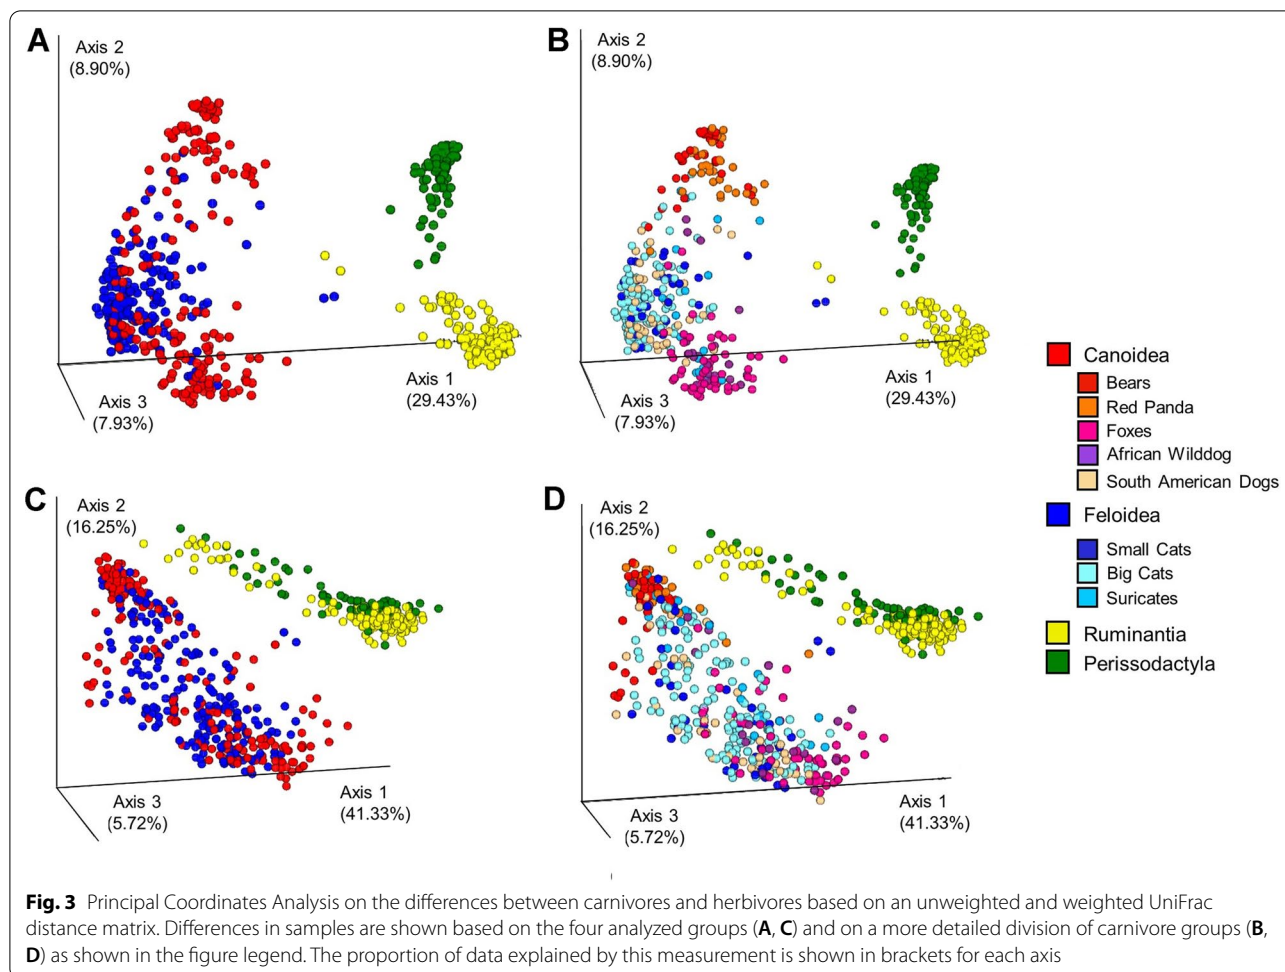 A
Axis 2
(8.90%)
Axis 1
(29.43%)
Axis 3
(7.93%)
B
Axis 2
(8.90%)
Axis 1
(29.43%)
Axis 3
(7.93%)
C
Axis 2
(16.25%)
Axis 3
(5.72%)
Axis 1
(41.33%)
D
Axis 2
(16.25%)
Axis 3
(5.72%)
Axis 1
(41.33%)
Canoidea
Bears
Red Panda
Foxes
African Wilddog
South American Dogs
Feloidea
Small Cats
Big Cats
Suricates
Ruminantia
Perissodactyla
Fig. 3 Principal Coordinates Analysis on the differences between carnivores and herbivores based on an unweighted and weighted UniFrac
distance matrix. Differences in samples are shown based on the four analyzed groups (A, C) and on a more detailed division of carnivore groups (B,
D) as shown in the figure legend. The proportion of data explained by this measurement is shown in brackets for each axis